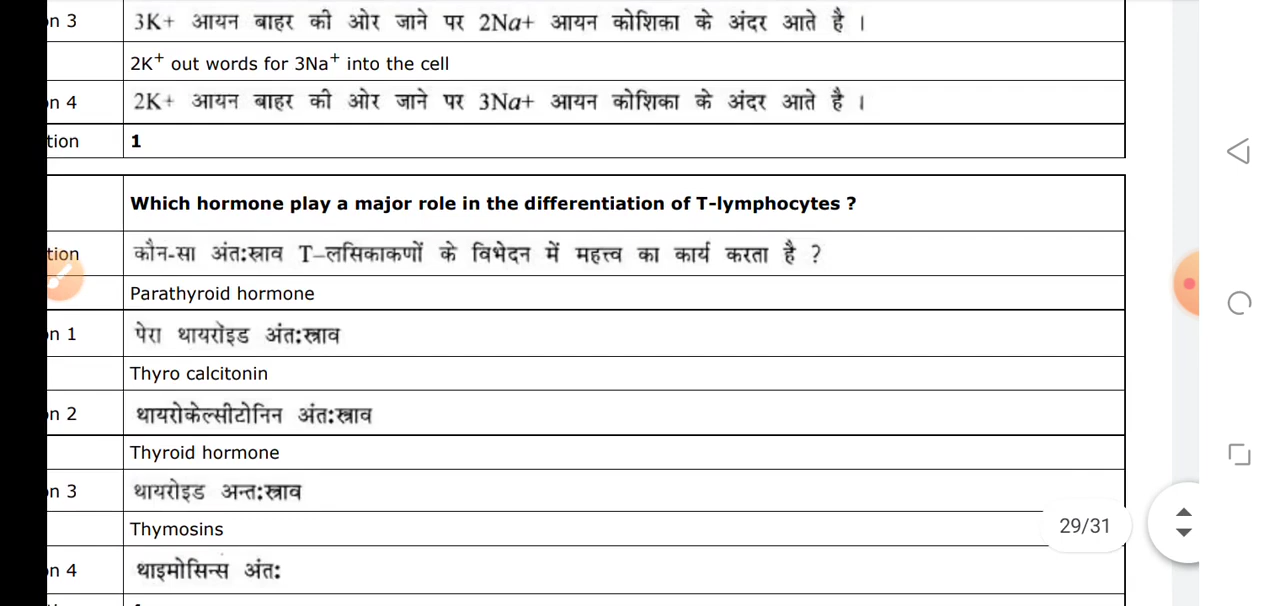 n 3
3K+ आयन बाहर की ओर जाने पर 2Na+ आयन कोशिका के अंदर आते है ।
2K+ out words for 3Na+ into the cell
n 4
2K+ आयन बाहर की ओर जाने पर 3Na+ आयन कोशिका के अंदर आते है ।
tion
1
Which hormone play a major role in the differentiation of T-lymphocytes ?
tion
कौन-सा अंत:स्राव T–लसिकाकणों के विभेदन में महत्त्व का कार्य करता है ?
Parathyroid hormone
n 1
पेरा थायरॉइड अंत:स्त्राव
Thyro calcitonin
n 2
थायरोकेल्सीटोनिन अंत:स्त्राव
Thyroid hormone
n 3
थायरोइड अन्त:स्त्राव
Thymosins
29/31
n 4
थाइमोसिन्स अंत: